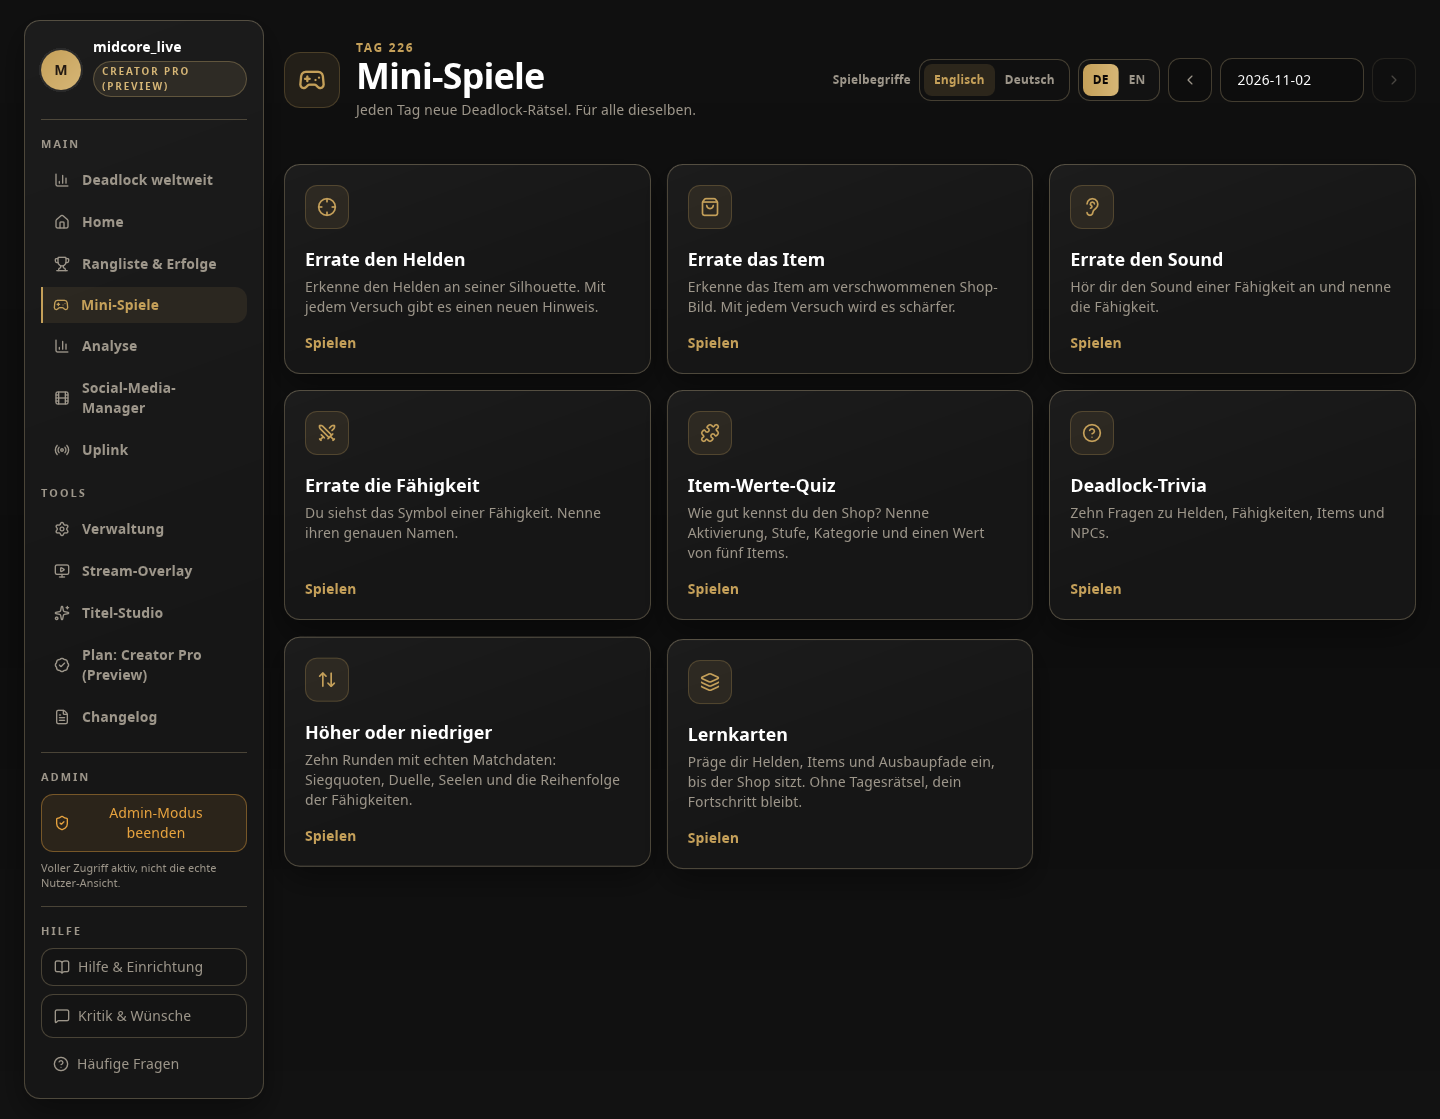 M
midcore_live
CREATOR PRO
(PREVIEW)
MAIN
Deadlock weltweit
Home
Rangliste & Erfolge
Mini-Spiele
Analyse
Social-Media-
Manager
Uplink
TOOLS
Verwaltung
Stream-Overlay
Titel-Studio
Plan: Creator Pro
(Preview)
Changelog
ADMIN
Admin-Modus
beenden
Voller Zugriff aktiv, nicht die echte
Nutzer-Ansicht.
HILFE
Hilfe & Einrichtung
Kritik & Wünsche
Häufige Fragen
TAG 226
Mini-Spiele
Jeden Tag neue Deadlock-Rätsel. Für alle dieselben.
Spielbegriffe
Englisch
Deutsch
DE
EN
2026-11-02
Errate den Helden
Erkenne den Helden an seiner Silhouette. Mit
jedem Versuch gibt es einen neuen Hinweis.
Spielen
Errate das Item
Erkenne das Item am verschwommenen Shop-
Bild. Mit jedem Versuch wird es schärfer.
Spielen
Errate den Sound
Hör dir den Sound einer Fähigkeit an und nenne
die Fähigkeit.
Spielen
Errate die Fähigkeit
Du siehst das Symbol einer Fähigkeit. Nenne
ihren genauen Namen.
Spielen
Item-Werte-Quiz
Wie gut kennst du den Shop? Nenne
Aktivierung, Stufe, Kategorie und einen Wert
von fünf Items.
Spielen
Deadlock-Trivia
Zehn Fragen zu Helden, Fähigkeiten, Items und
NPCs.
Spielen
Höher oder niedriger
Zehn Runden mit echten Matchdaten:
Siegquoten, Duelle, Seelen und die Reihenfolge
der Fähigkeiten.
Spielen
Lernkarten
Präge dir Helden, Items und Ausbaupfade ein,
bis der Shop sitzt. Ohne Tagesrätsel, dein
Fortschritt bleibt.
Spielen